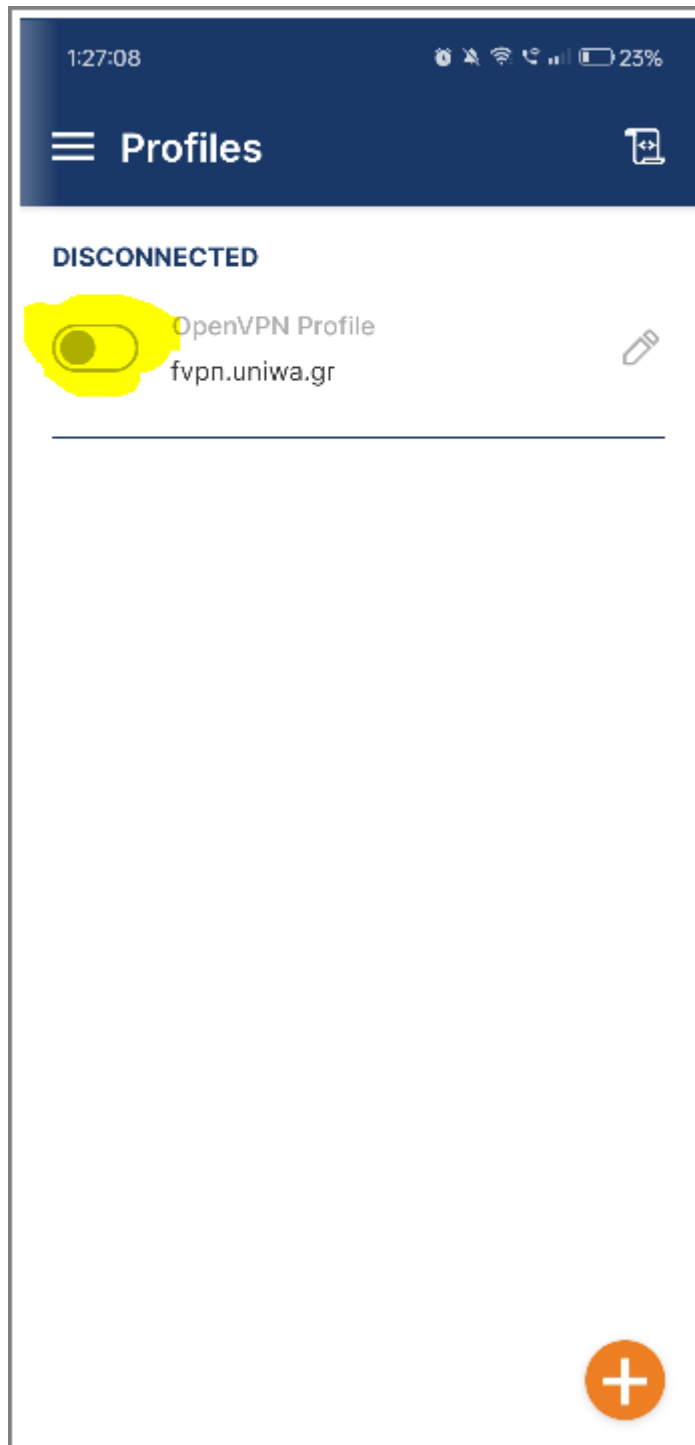 1:27:08 23%
Profiles
DISCONNECTED
OpenVPN Profile
fvpn.uniwa.gr